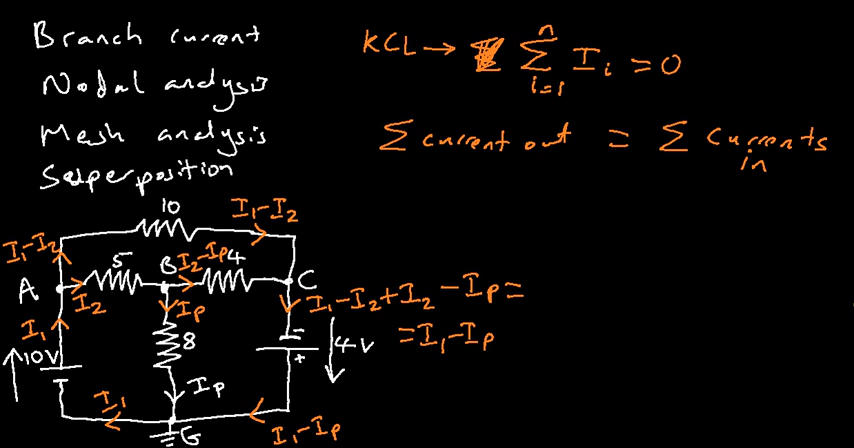 Branch current
Nodal analysis
Mesh analysis
Superposition
KCL → n Σ i=1 I i = 0
Σ current out = Σ currents in
10
I₁-I₂
I₁-I₂
5
B
I₂-Ip
4
A
I₂
C
I₁
Ip
I₁-I₂+I₂-Ip=
=I₁-Ip
8
10V
-
+
4V
Ip
I₁
G
I₁-Ip